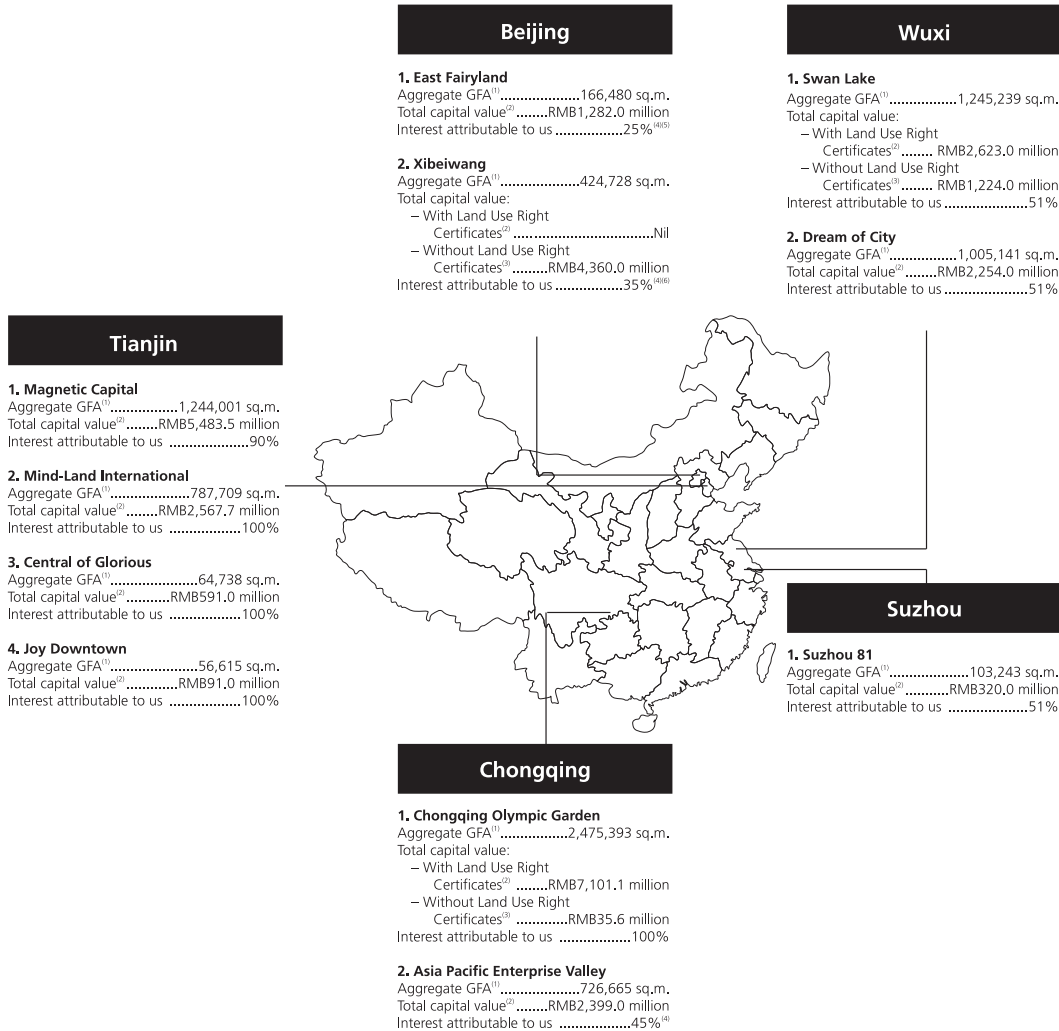 Beijing
1. East Fairyland
Aggregate GFA(1)..................166,480 sq.m.
Total capital value(2) ........RMB1,282.0 million
Interest attributable to us ...............25%(4)(5)
2. Xibeiwang
Aggregate GFA(1)..................424,728 sq.m.
Total capital value:
– With Land Use Right
Certificates(2) ................................Nil
– Without Land Use Right
Certificates(3) .......RMB4,360.0 million
Interest attributable to us ...............35%(4)(6)
Wuxi
1. Swan Lake
Aggregate GFA(1) ...............1,245,239 sq.m.
Total capital value:
– With Land Use Right
Certificates(2) ....... RMB2,623.0 million
– Without Land Use Right
Certificates(3) ....... RMB1,224.0 million
Interest attributable to us ...................51%
2. Dream of City
Aggregate GFA(1) ...............1,005,141 sq.m.
Total capital value(2) .......RMB2,254.0 million
Interest attributable to us ...................51%
Tianjin
1. Magnetic Capital
Aggregate GFA(1)................1,244,001 sq.m.
Total capital value(2) ........RMB5,483.5 million
Interest attributable to us ...................90%
2. Mind-Land International
Aggregate GFA(1)...................787,709 sq.m.
Total capital value(2) ........RMB2,567.7 million
Interest attributable to us .................100%
3. Central of Glorious
Aggregate GFA(1) .....................64,738 sq.m.
Total capital value(2) ...........RMB591.0 million
Interest attributable to us .................100%
4. Joy Downtown
Aggregate GFA(1) .....................56,615 sq.m.
Total capital value(2) .............RMB91.0 million
Interest attributable to us .................100%
Suzhou
1. Suzhou 81
Aggregate GFA(1) ...................103,243 sq.m.
Total capital value(2) ..........RMB320.0 million
Interest attributable to us ...................51%
Chongqing
1. Chongqing Olympic Garden
Aggregate GFA(1)................2,475,393 sq.m.
Total capital value:
– With Land Use Right
Certificates(2) ........RMB7,101.1 million
– Without Land Use Right
Certificates(3) ............RMB35.6 million
Interest attributable to us .................100%
2. Asia Pacific Enterprise Valley
Aggregate GFA(1)...................726,665 sq.m.
Total capital value(2) ........RMB2,399.0 million
Interest attributable to us .................45%(4)